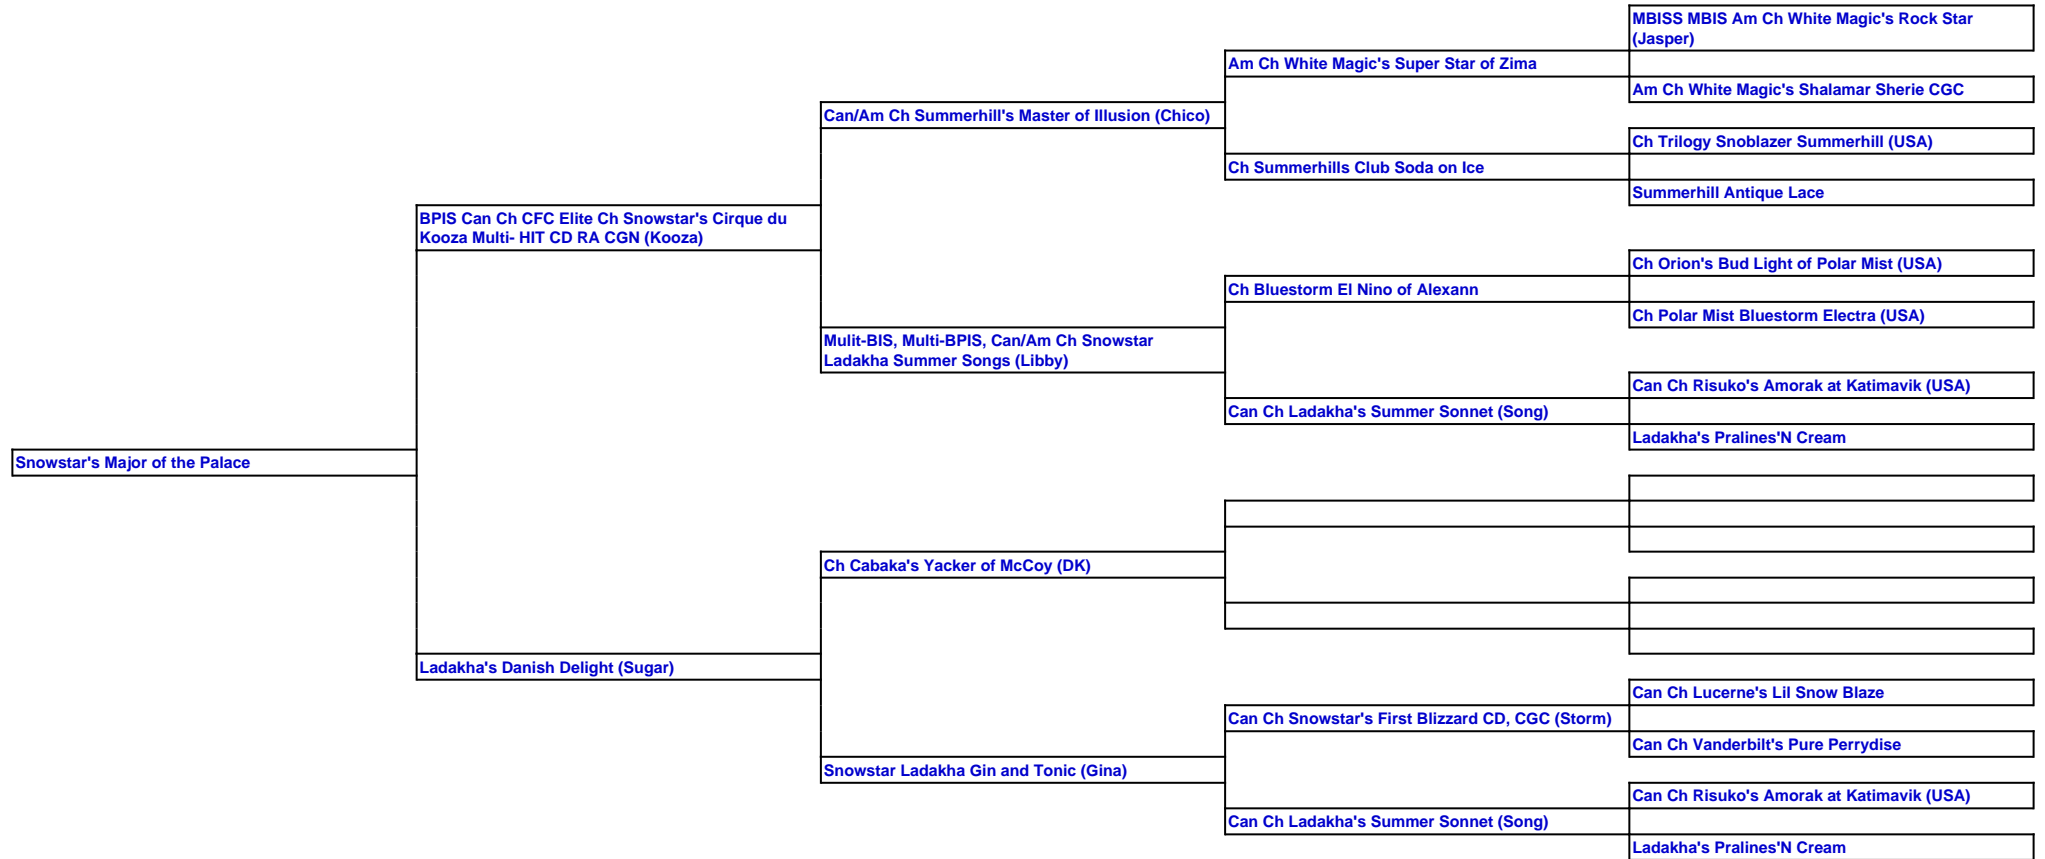 MBISS MBIS Am Ch White Magic's Rock Star
(Jasper)
Am Ch White Magic's Super Star of Zima
Am Ch White Magic's Shalamar Sherie CGC
Can/Am Ch Summerhill's Master of Illusion (Chico)
Ch Trilogy Snoblazer Summerhill (USA)
Ch Summerhills Club Soda on Ice
Summerhill Antique Lace
BPIS Can Ch CFC Elite Ch Snowstar's Cirque du
Kooza Multi- HIT CD RA CGN (Kooza)
Ch Orion's Bud Light of Polar Mist (USA)
Ch Bluestorm El Nino of Alexann
Ch Polar Mist Bluestorm Electra (USA)
Mulit-BIS, Multi-BPIS, Can/Am Ch Snowstar
Ladakha Summer Songs (Libby)
Can Ch Risuko's Amorak at Katimavik (USA)
Can Ch Ladakha's Summer Sonnet (Song)
Ladakha's Pralines'N Cream
Snowstar's Major of the Palace
Ch Cabaka's Yacker of McCoy (DK)
Ladakha's Danish Delight (Sugar)
Can Ch Lucerne's Lil Snow Blaze
Can Ch Snowstar's First Blizzard CD, CGC (Storm)
Can Ch Vanderbilt's Pure Perrydise
Snowstar Ladakha Gin and Tonic (Gina)
Can Ch Risuko's Amorak at Katimavik (USA)
Can Ch Ladakha's Summer Sonnet (Song)
Ladakha's Pralines'N Cream